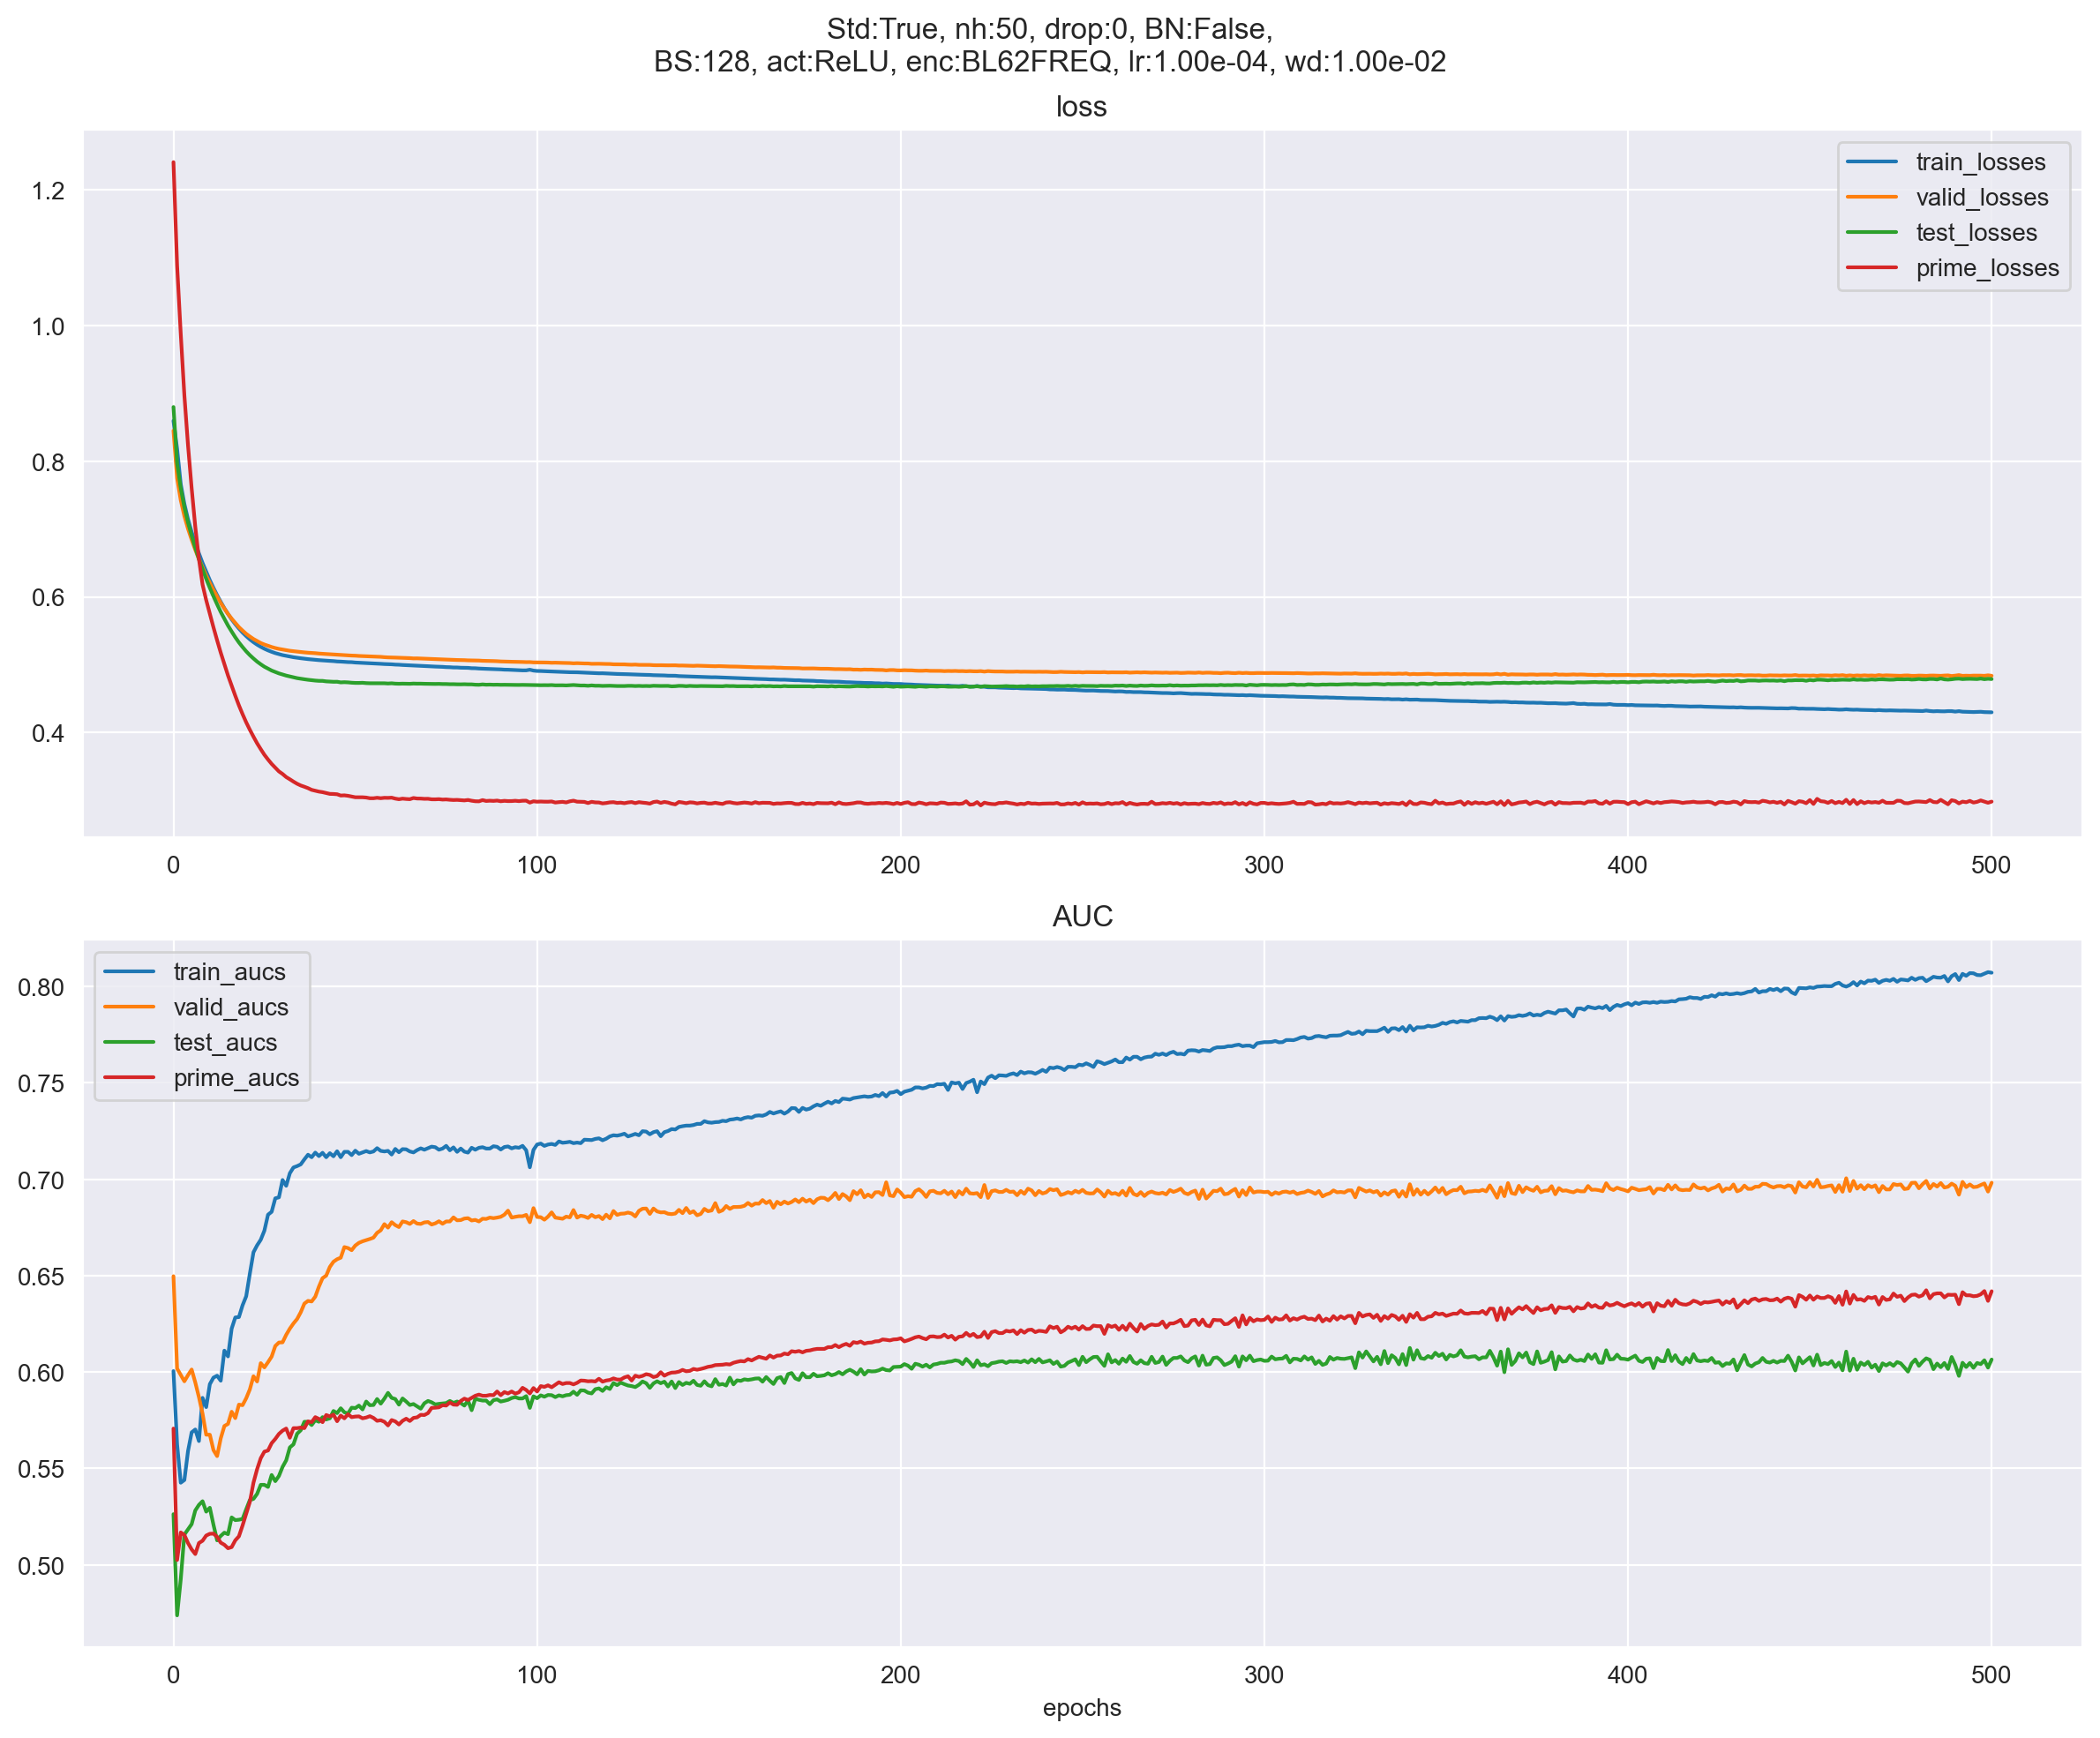 Std:True, nh:50, drop:0, BN:False,
BS:128, act:ReLU, enc:BL62FREQ, lr:1.00e-04, wd:1.00e-02
loss
train_losses
valid_losses
test_losses
prime_losses
1.2
1.0
0.8
0.6
0.4
0 100 200 300 400 500
AUC
train_aucs
valid_aucs
test_aucs
prime_aucs
0.80
0.75
0.70
0.65
0.60
0.55
0.50
0 100 200 300 400 500
epochs